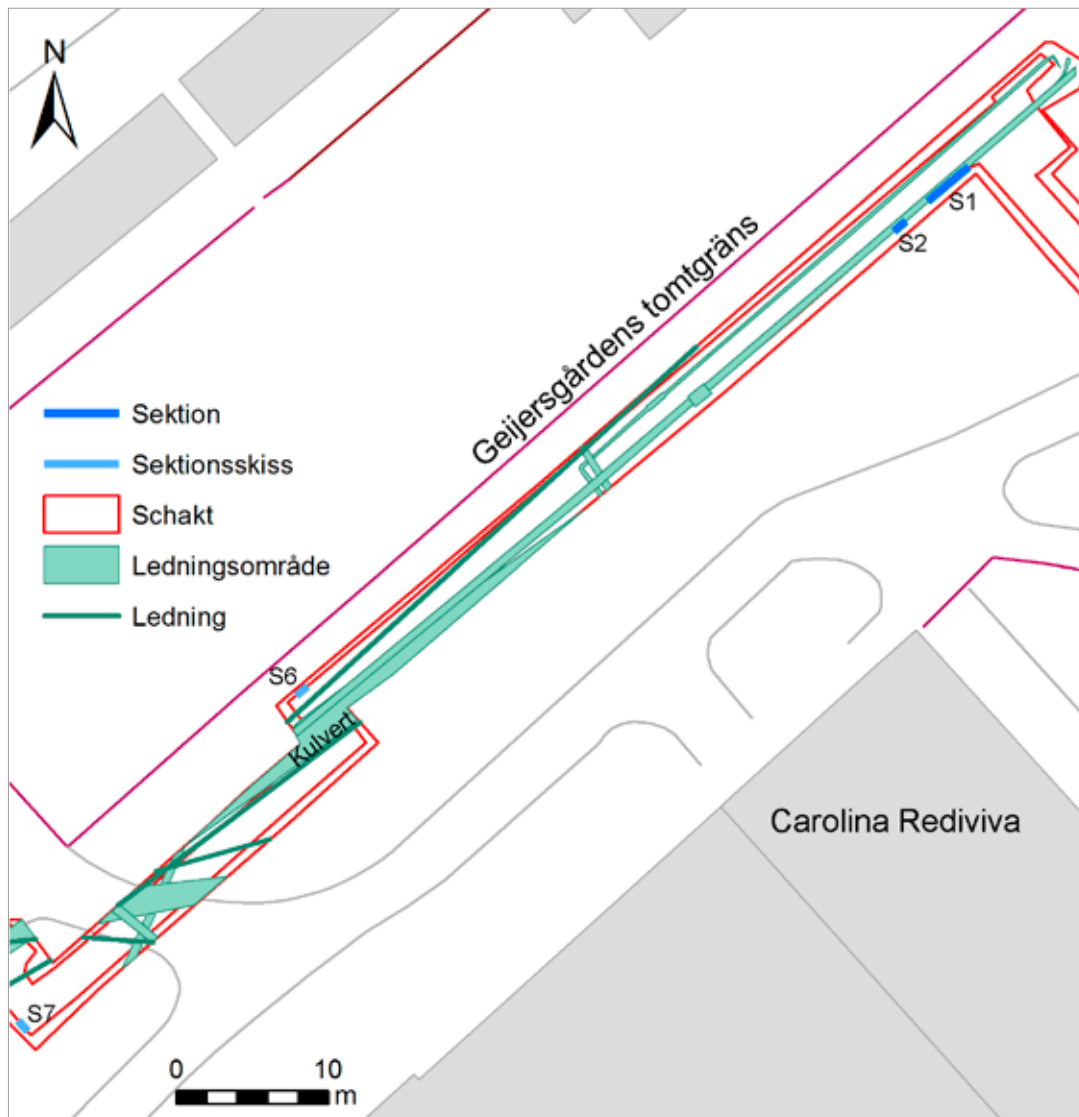 N
S1
S2
Geijersgårdens tomtgräns
Sektion
Sektionsskiss
Schakt
Ledningsområde
Ledning
S6
Kulvert
Carolina Rediviva
S7
0 10
m